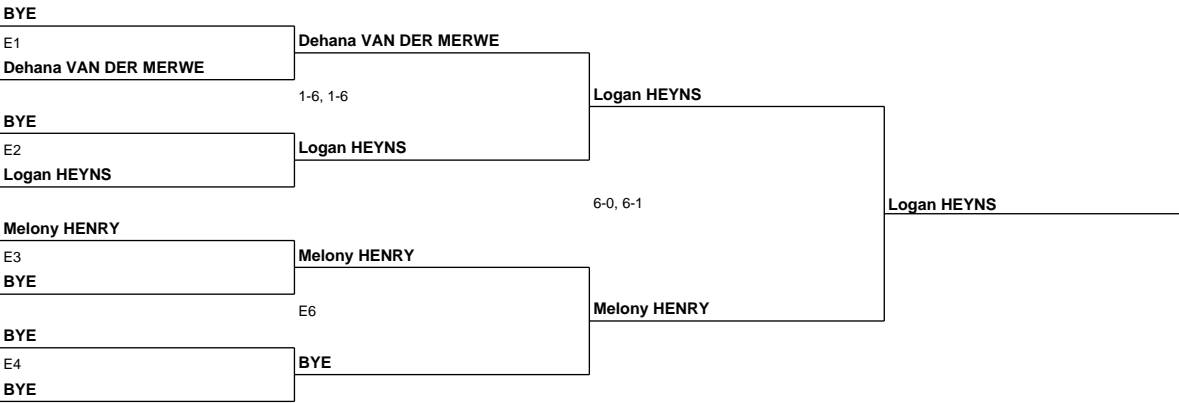 BYE
E1
Dehana VAN DER MERWE
Dehana VAN DER MERWE
1-6, 1-6
Logan HEYNS
BYE
E2
Logan HEYNS
Logan HEYNS
6-0, 6-1
Logan HEYNS
Melony HENRY
E3
Melony HENRY
BYE
E6
Melony HENRY
BYE
E4
BYE
BYE